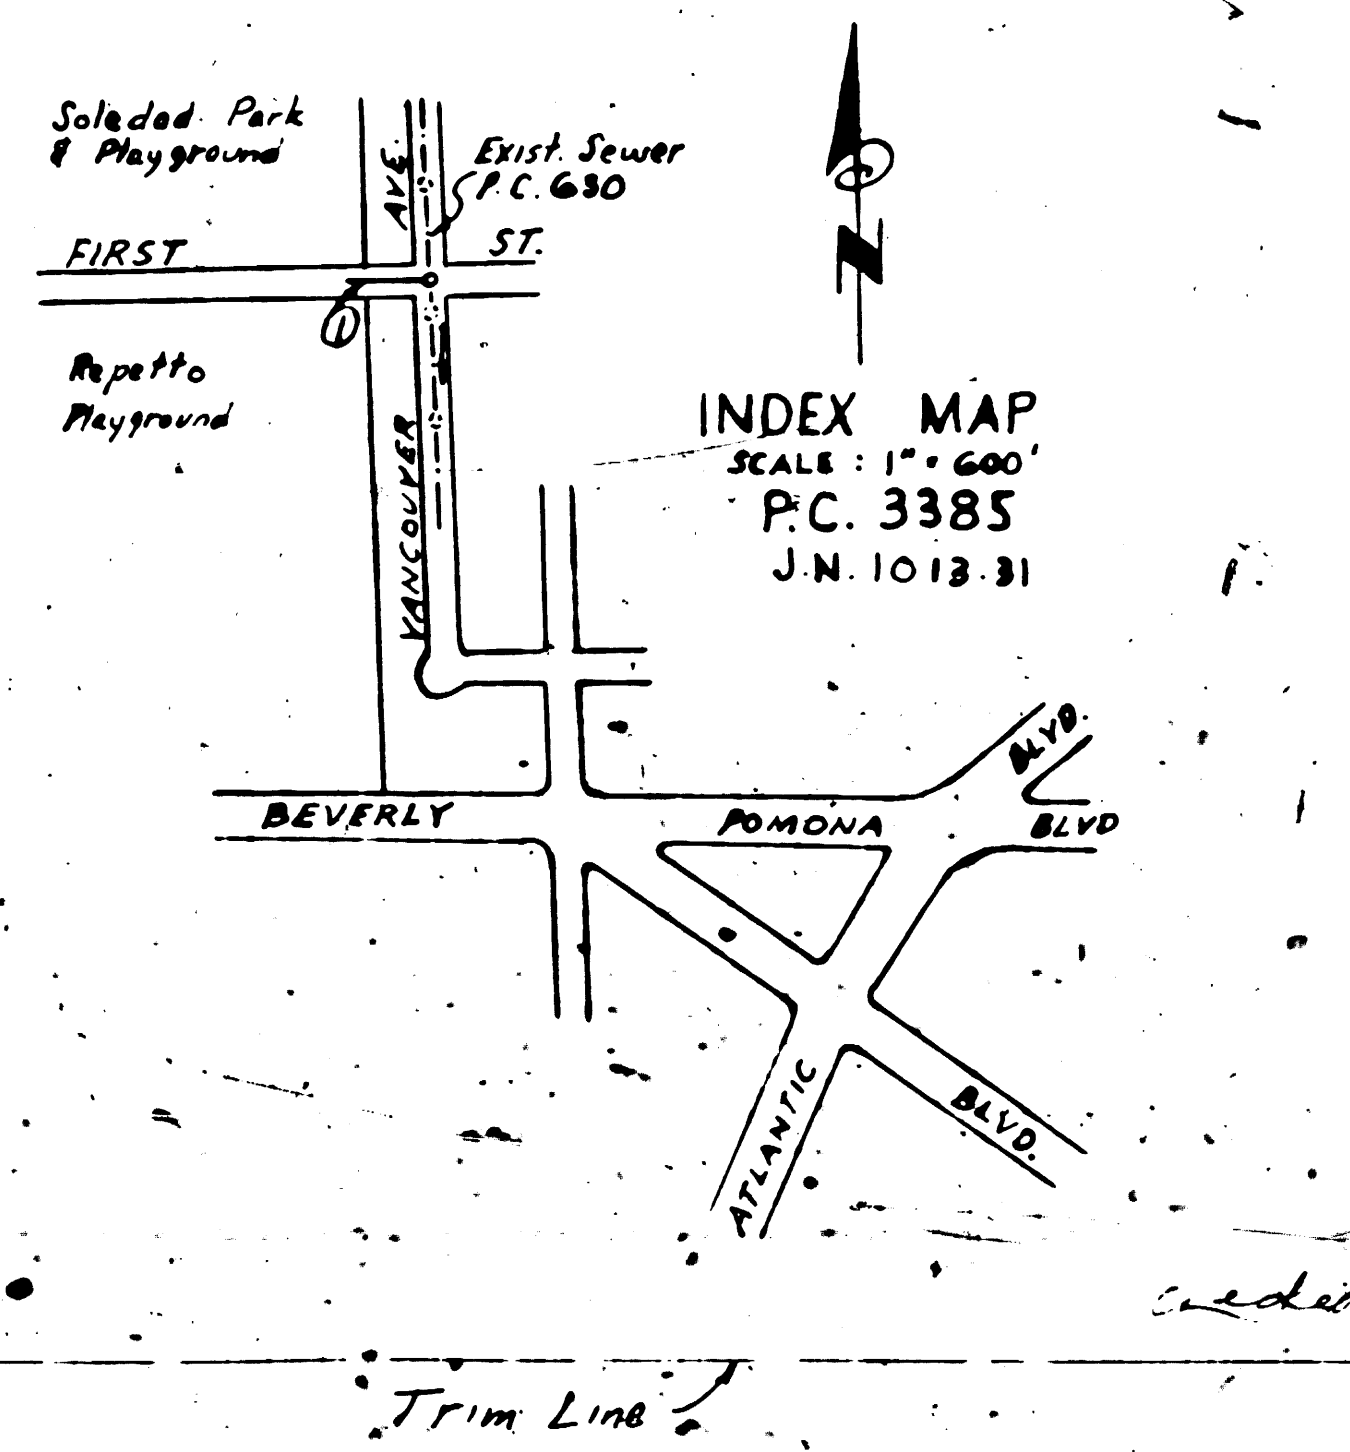 Soledad Park
& Playground
AVE.
Exist. Sewer
P.C. 630
FIRST ST.
1
Repetto
Playground
VANCOUVER
N
INDEX MAP
SCALE : 1" = 600'
P.C. 3385
J.N. 1013.31
BLVD.
BEVERLY
POMONA
BLVD
BLVD.
ATLANTIC
Trim Line